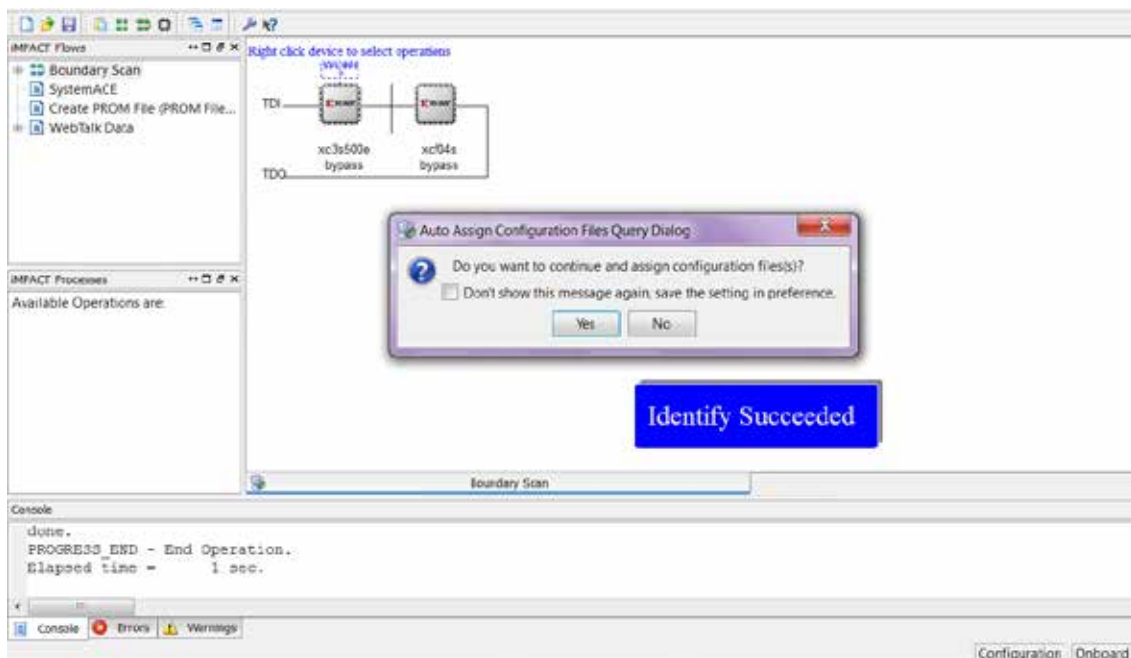 iMPACT Flows
Boundary Scan
SystemACE
Create PROM File (PROM File...
WebTalk Data
Right click device to select operations
TDI
xc3s500e
bypass
xcf04s
bypass
TDO
Auto Assign Configuration Files Query Dialog
Do you want to continue and assign configuration files(s)?
Don't show this message again, save the setting in preference.
Yes
No
iMPACT Processes
Available Operations are:
Identify Succeeded
Boundary Scan
Console
done.
PROGRESS_END - End Operation.
Elapsed time =      1 sec.
Console
Errors
Warnings
Configuration
Onboard